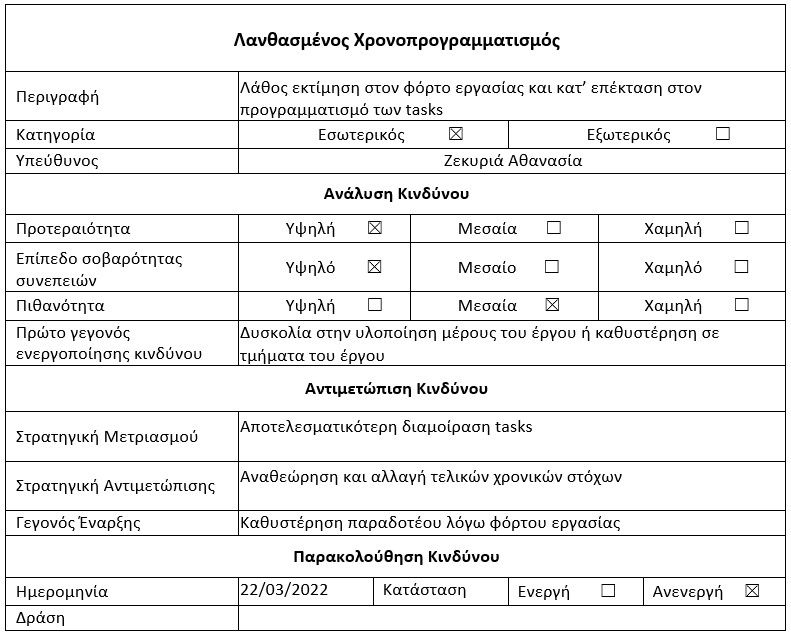 Λανθασμένος Χρονοπρογραμματισμός
Περιγραφή
Λάθος εκτίμηση στον φόρτο εργασίας και κατ’ επέκταση στον
προγραμματισμό των tasks
Κατηγορία Εσωτερικός ☒ Εξωτερικός ☐
Υπεύθυνος Ζεκυριά Αθανασία
Ανάλυση Κινδύνου
Προτεραιότητα Υψηλή ☒ Μεσαία ☐ Χαμηλή ☐
Επίπεδο σοβαρότητας
συνεπειών
Υψηλό ☒ Μεσαίο ☐ Χαμηλό ☐
Πιθανότητα Υψηλή ☐ Μεσαία ☒ Χαμηλή ☐
Πρώτο γεγονός
ενεργοποίησης κινδύνου
Δυσκολία στην υλοποίηση μέρους του έργου ή καθυστέρηση σε
τμήματα του έργου
Αντιμετώπιση Κινδύνου
Στρατηγική Μετριασμού Αποτελεσματικότερη διαμοίραση tasks
Στρατηγική Αντιμετώπισης Αναθεώρηση και αλλαγή τελικών χρονικών στόχων
Γεγονός Έναρξης Καθυστέρηση παραδοτέου λόγω φόρτου εργασίας
Παρακολούθηση Κινδύνου
Ημερομηνία 22/03/2022 Κατάσταση Ενεργή ☐ Ανενεργή ☒
Δράση